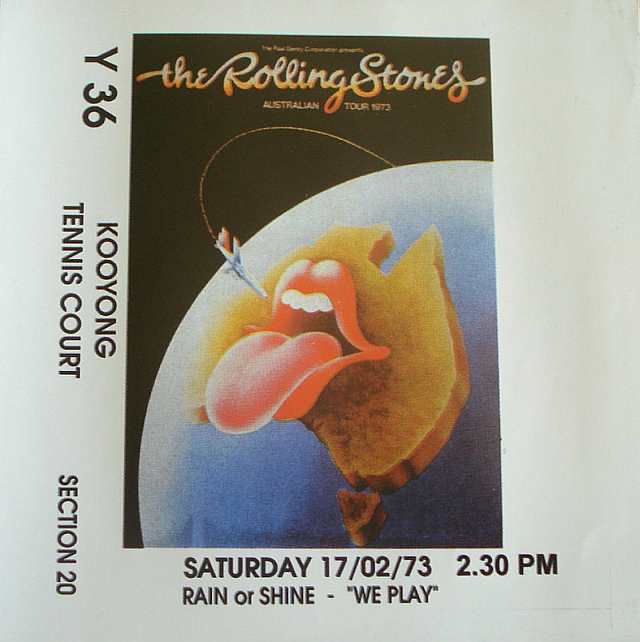 The Paul Dainty Corporation presents
the Rolling Stones
AUSTRALIAN TOUR 1973
Y 36
KOOYONG
TENNIS COURT
SECTION 20
SATURDAY 17/02/73 2.30 PM
RAIN or SHINE - "WE PLAY"